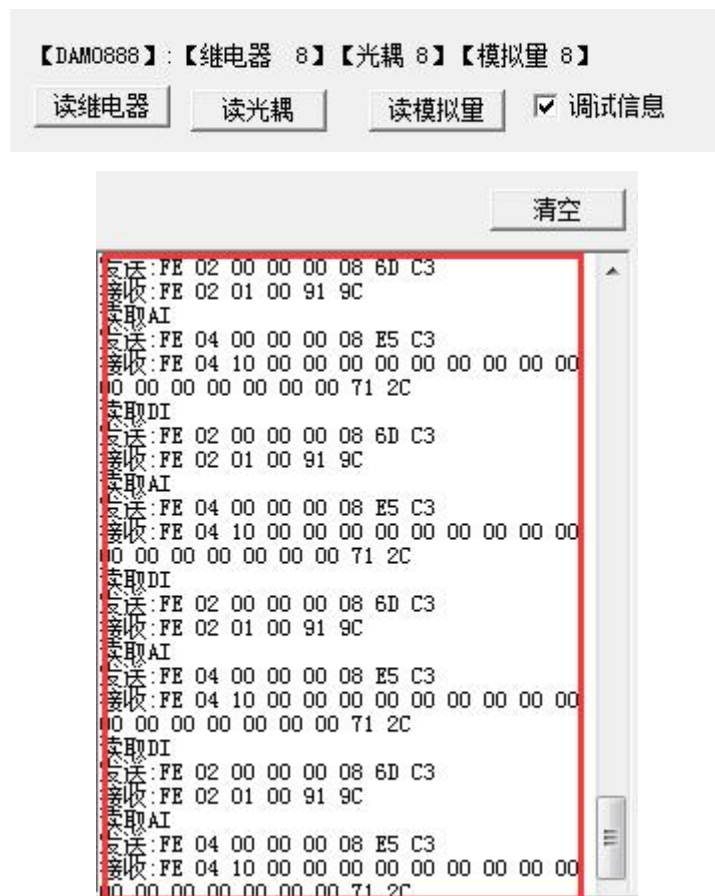 【DAM0888】:【继电器 8】【光耦 8】【模拟量 8】
读继电器 读光耦 读模拟量 调试信息
清空
发送:FE 02 00 00 00 08 6D C3
接收:FE 02 01 00 91 9C
读取AI
发送:FE 04 00 00 00 08 E5 C3
接收:FE 04 10 00 00 00 00 00 00 00 00 00
00 00 00 00 00 00 00 71 2C
读取DI
发送:FE 02 00 00 00 08 6D C3
接收:FE 02 01 00 91 9C
读取AI
发送:FE 04 00 00 00 08 E5 C3
接收:FE 04 10 00 00 00 00 00 00 00 00 00
00 00 00 00 00 00 00 71 2C
读取DI
发送:FE 02 00 00 00 08 6D C3
接收:FE 02 01 00 91 9C
读取AI
发送:FE 04 00 00 00 08 E5 C3
接收:FE 04 10 00 00 00 00 00 00 00 00 00
00 00 00 00 00 00 00 71 2C
读取DI
发送:FE 02 00 00 00 08 6D C3
接收:FE 02 01 00 91 9C
读取AI
发送:FE 04 00 00 00 08 E5 C3
接收:FE 04 10 00 00 00 00 00 00 00 00 00
00 00 00 00 00 00 00 71 2C